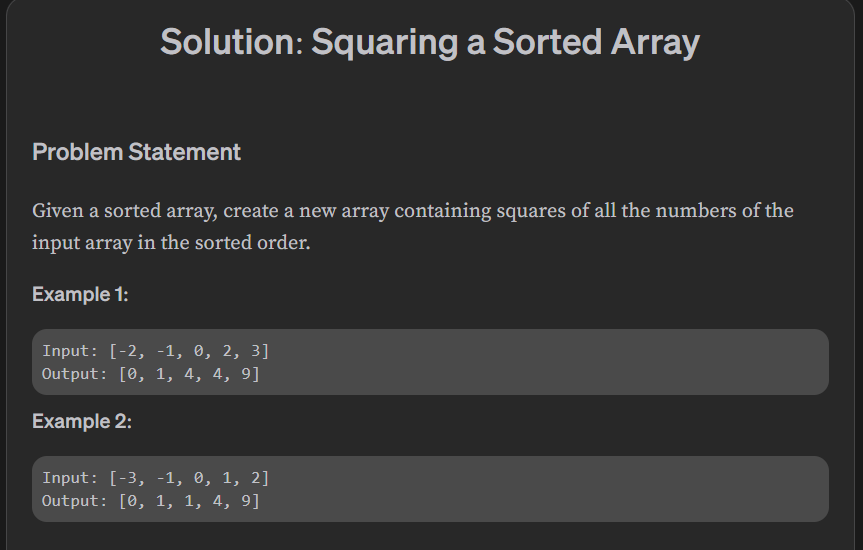 Solution: Squaring a Sorted Array
Problem Statement
Given a sorted array, create a new array containing squares of all the numbers of the
input array in the sorted order.
Example 1:
Input: [-2, -1, 0, 2, 3]
Output: [0, 1, 4, 4, 9]
Example 2:
Input: [-3, -1, 0, 1, 2]
Output: [0, 1, 1, 4, 9]